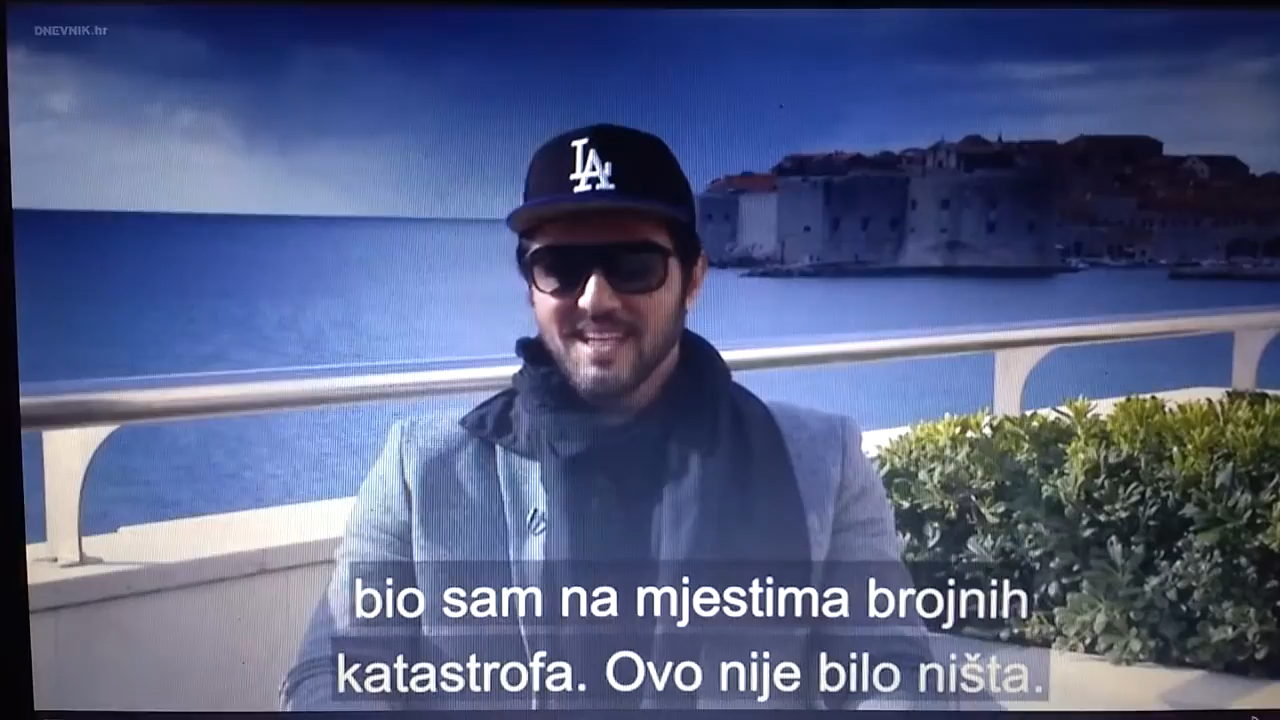 DNEVNIK.hr
LA
bio sam na mjestima brojnih
katastrofa. Ovo nije bilo ništa.